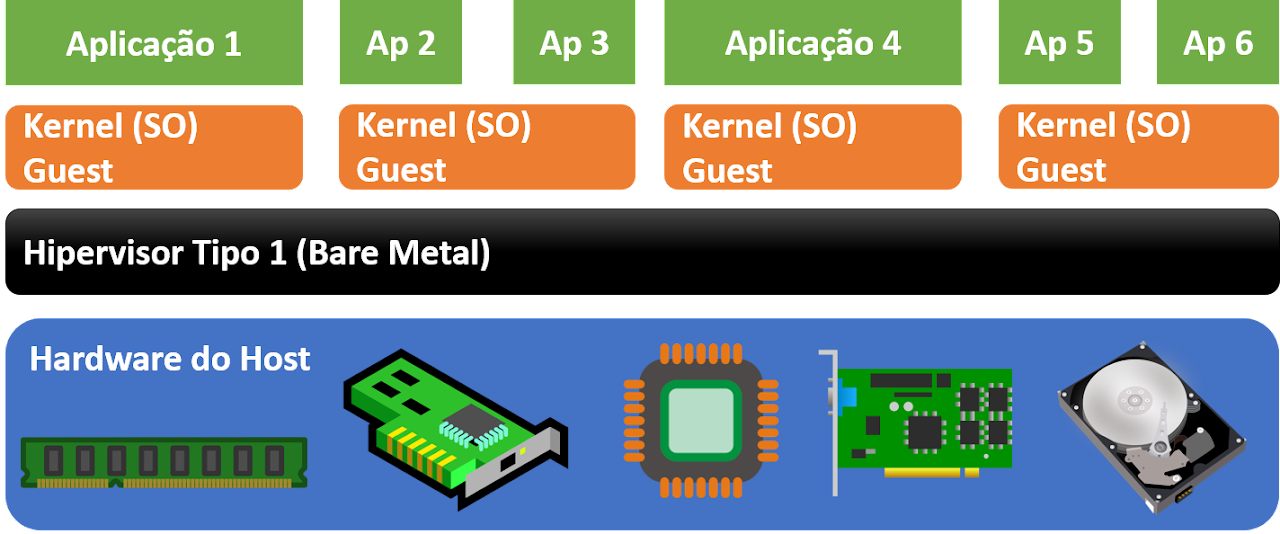 Aplicação 1
Ap 2
Ap 3
Aplicação 4
Ap 5
Ap 6
Kernel (SO)
Guest
Kernel (SO)
Guest
Kernel (SO)
Guest
Kernel (SO)
Guest
Hipervisor Tipo 1 (Bare Metal)
Hardware do Host